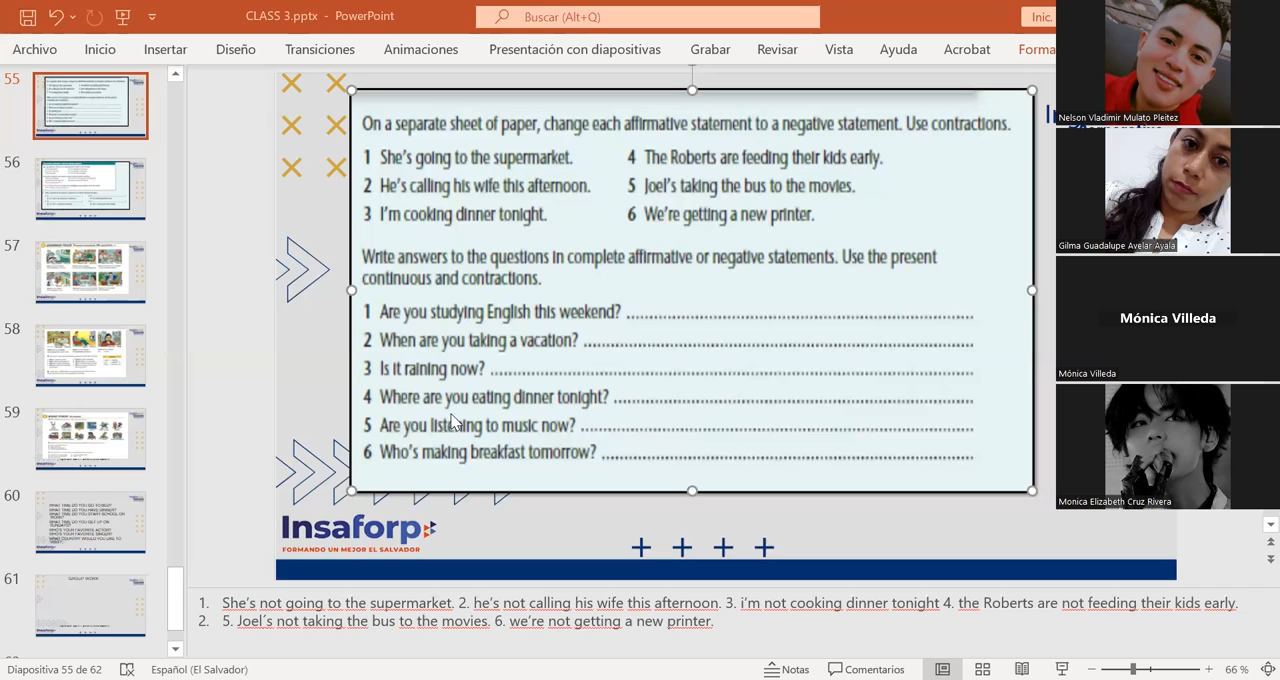 CLASS 3.pptx - PowerPoint
Buscar (Alt+Q)
Inic.
Archivo Inicio Insertar Diseño Transiciones Animaciones Presentación con diapositivas Grabar Revisar Vista Ayuda Acrobat Forma
55
56
57
58
59
60
61
On a separate sheet of paper, change each affirmative statement to a negative statement. Use contractions.
1 She's going to the supermarket.
2 He's calling his wife this afternoon.
3 I'm cooking dinner tonight.
4 The Roberts are feeding their kids early.
5 Joel's taking the bus to the movies.
6 We're getting a new printer.
Write answers to the questions in complete affirmative or negative statements. Use the present
continuous and contractions.
1 Are you studying English this weekend?
2 When are you taking a vacation?
3 Is it raining now?
4 Where are you eating dinner tonight?
5 Are you listening to music now?
6 Who's making breakfast tomorrow?
Insaforp
FORMANDO UN MEJOR EL SALVADOR
1. She's not going to the supermarket. 2. he's not calling his wife this afternoon. 3. i'm not cooking dinner tonight 4. the Roberts are not feeding their kids early.
2. 5. Joel´s not taking the bus to the movies. 6. we're not getting a new printer.
Nelson Vladimir Mulato Pleitez
Gilma Guadalupe Avelar Ayala
Mónica Villeda
Mónica Villeda
Monica Elizabeth Cruz Rivera
Diapositiva 55 de 62 Español (El Salvador) Notas Comentarios 66 %